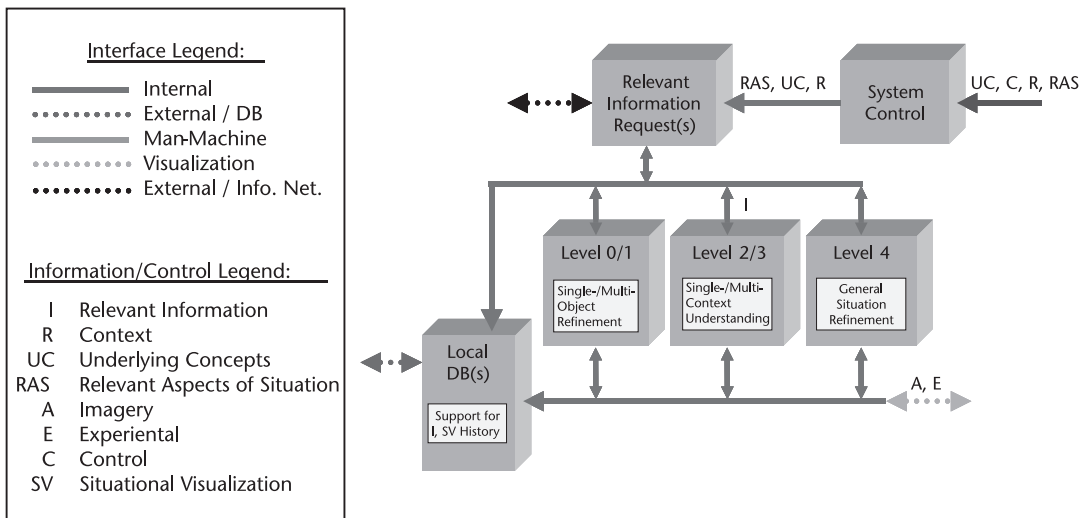 Interface Legend:
Internal
External / DB
Man-Machine
Visualization
External / Info. Net.
Information/Control Legend:
I Relevant Information
R Context
UC Underlying Concepts
RAS Relevant Aspects of Situation
A Imagery
E Experiental
C Control
SV Situational Visualization
Relevant
Information
Request(s)
RAS, UC, R
System
Control
UC, C, R, RAS
I
Level 0/1
Single-/Multi-
Object
Refinement
Level 2/3
Single-/Multi-
Context
Understanding
Level 4
General
Situation
Refinement
Local
DB(s)
Support for
I, SV History
A, E